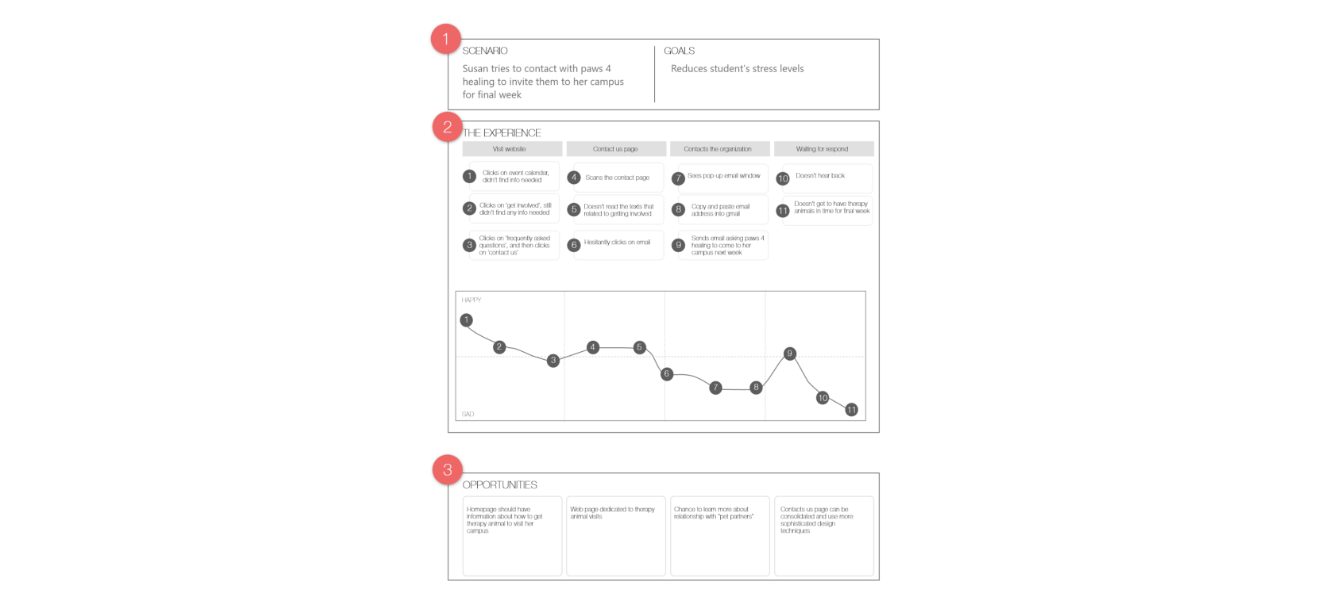 1
SCENARIO
Susan tries to contact with paws 4
healing to invite them to her campus
for final week
GOALS
Reduces student's stress levels
2
THE EXPERIENCE
Visit website
Contact us page
Contacts the organization
Waiting for respond
1
Clicks on event calendar,
didn't find info needed
2
Clicks on 'get involved', still
didn't find any info needed
3
Clicks on 'frequently asked
questions', and then clicks
on 'contact us'
4
Scans the contact page
5
Doesn't read the texts that
related to getting involved
6
Hesitantly clicks on email
7
Sees pop up email window
8
Copy and paste email
address into gmail
9
Sends email asking paws 4
healing to come to her
campus next week
10
Doesn't hear back
11
Doesn't get to have therapy
animals in time for final week
HAPPY
1
2
3
4
5
6
7
8
9
10
11
SAD
3
OPPORTUNITIES
Homepage should have
information about how to get
therapy animal to visit her
campus
Web page dedicated to therapy
animal visits
Chance to learn more about
relationship with "pet partners"
Contacts us page can be
consolidated and use more
sophisticated design
techniques